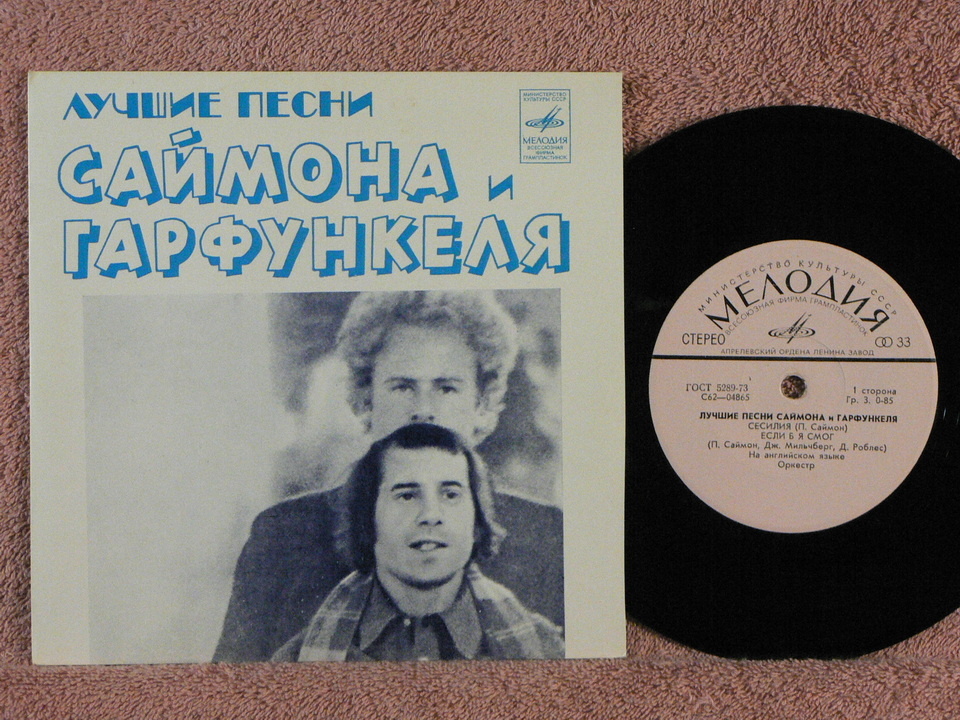 ЛУЧШИЕ ПЕСНИ
САЙМОНА и
ГАРФУНКЕЛЯ
МИНИСТЕРСТВО
КУЛЬТУРЫ СССР
МЕЛОДИЯ
ВСЕСОЮЗНАЯ
ФИРМА
ГРАМПЛАСТИНОК
МИНИСТЕРСТВО КУЛЬТУРЫ СССР
МЕЛОДИЯ
ВСЕСОЮЗНАЯ ФИРМА ГРАМПЛАСТИНОК
СТЕРЕО
33
АПРЕЛЕВСКИЙ ОРДЕНА ЛЕНИНА ЗАВОД
ГОСТ 5289-73
С62—04865
1 сторона
Гр. 3. 0-85
ЛУЧШИЕ ПЕСНИ САЙМОНА и ГАРФУНКЕЛЯ
СЕСИЛИЯ (П. Саймон)
ЕСЛИ Б Я СМОГ
(П. Саймон, Дж. Мильчберг, Д. Роблес)
На английском языке
Оркестр